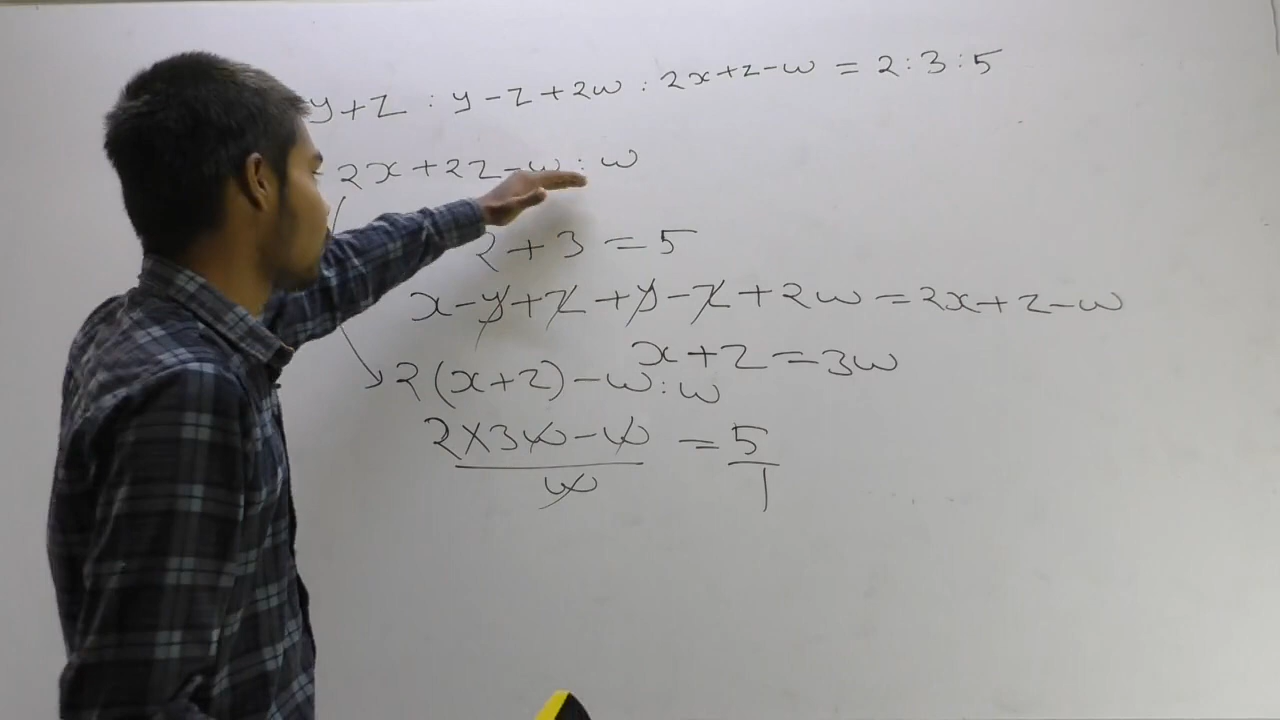 y+z : y-z+2w : 2x+z-w = 2:3:5
2x+2z-w : w
2+3=5
x-y+z+y-z+2w=2x+z-w
x+z=3w
2(x+z)-w:w
2×3w-w = 5
w 1